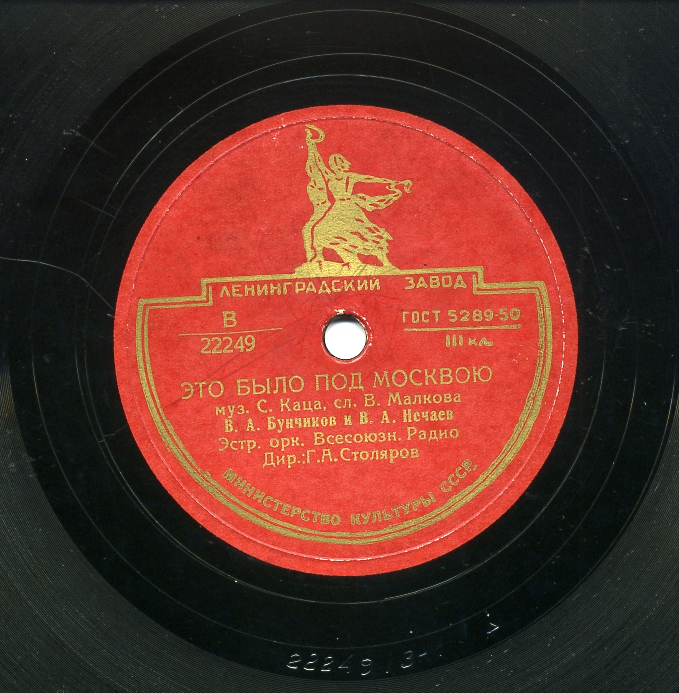 ЛЕНИНГРАДСКИЙ ЗАВОД
В
22249
ГОСТ 5289-50
III кл
ЭТО БЫЛО ПОД МОСКВОЮ
муз. С. Каца, сл. В. Малкова
В. А. Бунчиков и В. А. Нечаев
Эстр. орк. Всесоюзн. Радио
Дир.: Г.А.Столяров
МИНИСТЕРСТВО КУЛЬТУРЫ СССР.
22249 3-